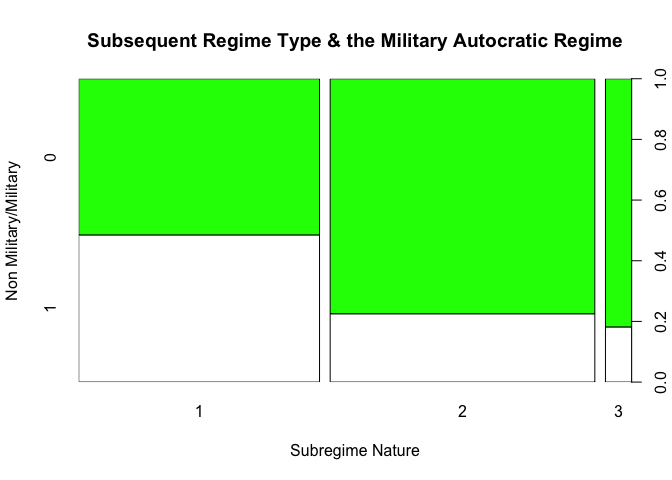 Subsequent Regime Type & the Military Autocratic Regime
Non Military/Military
0
1
1.0
0.8
0.6
0.4
0.2
0.0
1 2 3
Subregime Nature